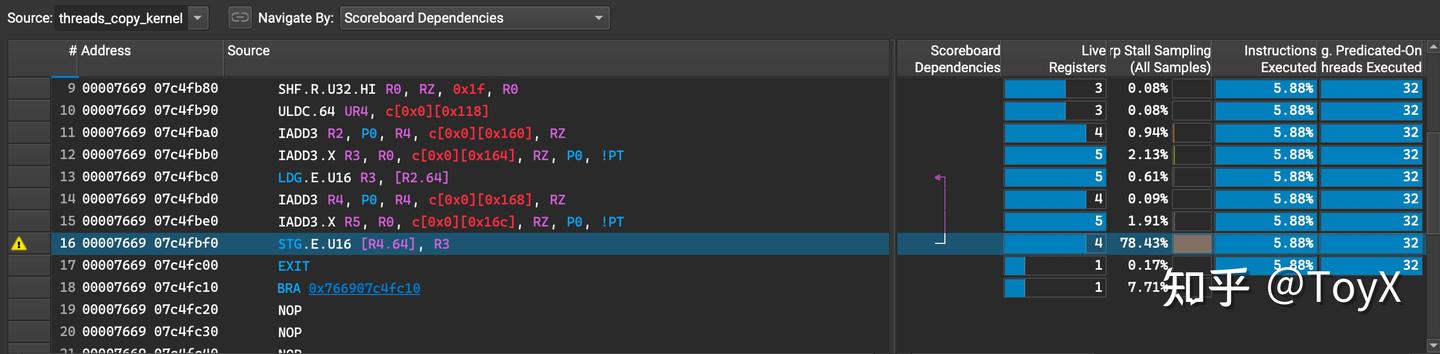 Source: threads_copy_kernel Navigate By: Scoreboard Dependencies
# Address Source Scoreboard Dependencies Live Registers rp Stall Sampling (All Samples) Instructions Executed g. Predicated-On hreads Executed
9 00007669 07c4fb80 SHF.R.U32.HI R0, RZ, 0x1f, R0 3 0.08% 5.88% 32
10 00007669 07c4fb90 ULDC.64 UR4, c[0x0][0x118] 3 0.08% 5.88% 32
11 00007669 07c4fba0 IADD3 R2, P0, R4, c[0x0][0x160], RZ 4 0.94% 5.88% 32
12 00007669 07c4fbb0 IADD3.X R3, R0, c[0x0][0x164], RZ, P0, !PT 5 2.13% 5.88% 32
13 00007669 07c4fbc0 LDG.E.U16 R3, [R2.64] 5 0.61% 5.88% 32
14 00007669 07c4fbd0 IADD3 R4, P0, R4, c[0x0][0x168], RZ 4 0.09% 5.88% 32
15 00007669 07c4fbe0 IADD3.X R5, R0, c[0x0][0x16c], RZ, P0, !PT 5 1.91% 5.88% 32
16 00007669 07c4fbf0 STG.E.U16 [R4.64], R3 4 78.43% 5.88% 32
17 00007669 07c4fc00 EXIT 1 0.17% 5.88% 32
18 00007669 07c4fc10 BRA 0x766907c4fc10 1 7.71%
19 00007669 07c4fc20 NOP
20 00007669 07c4fc30 NOP
21 00007669 07c4fc40 NOP
知乎 @ToyX